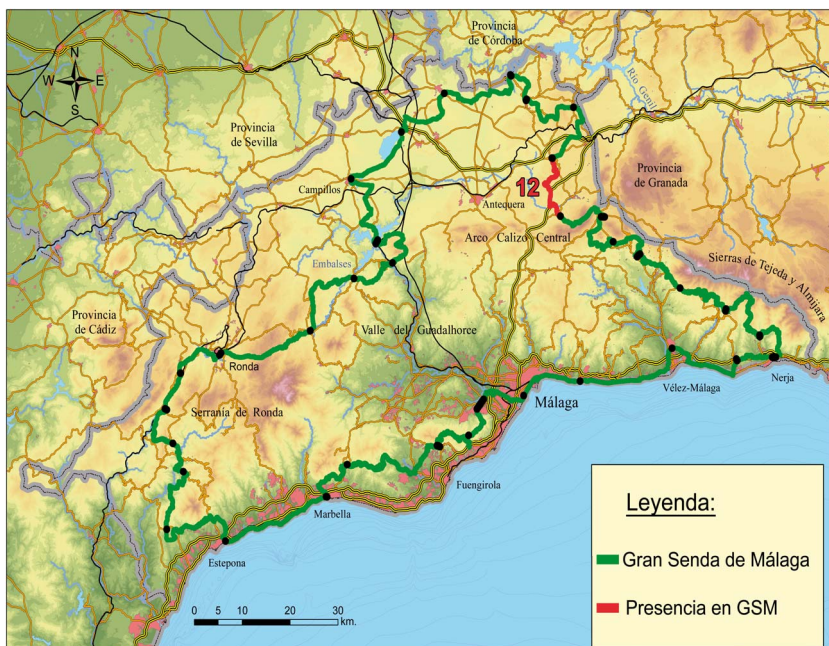 Provincia
de Córdoba
N
W E
S
Río Genil
Provincia
de Sevilla
Provincia
de Granada
Campillos
12
Antequera
Arco Calizo Central
Embalses
Sierras de Tejeda y Almijara
Provincia
de Cádiz
Valle del Guadalhorce
Ronda
Vélez-Málaga
Nerja
Málaga
Serranía de Ronda
Fuengirola
Marbella
Estepona
0 5 10 20 30
km.
Leyenda:
Gran Senda de Málaga
Presencia en GSM